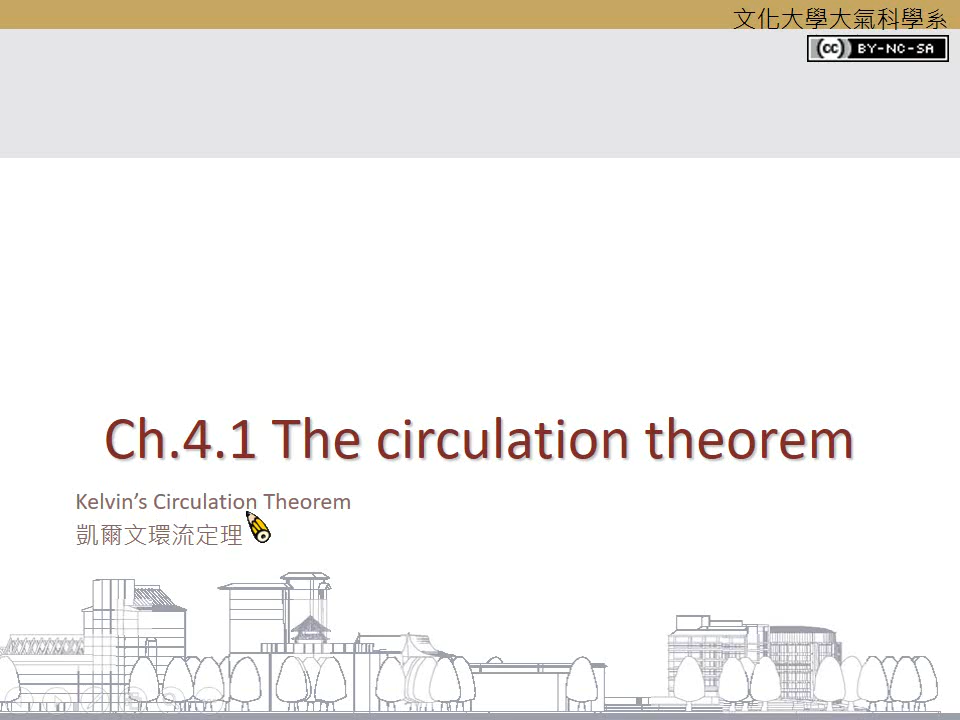 文化大學大氣科學系
cc BY-NC-SA
Ch.4.1 The circulation theorem
Kelvin's Circulation Theorem
凱爾文環流定理